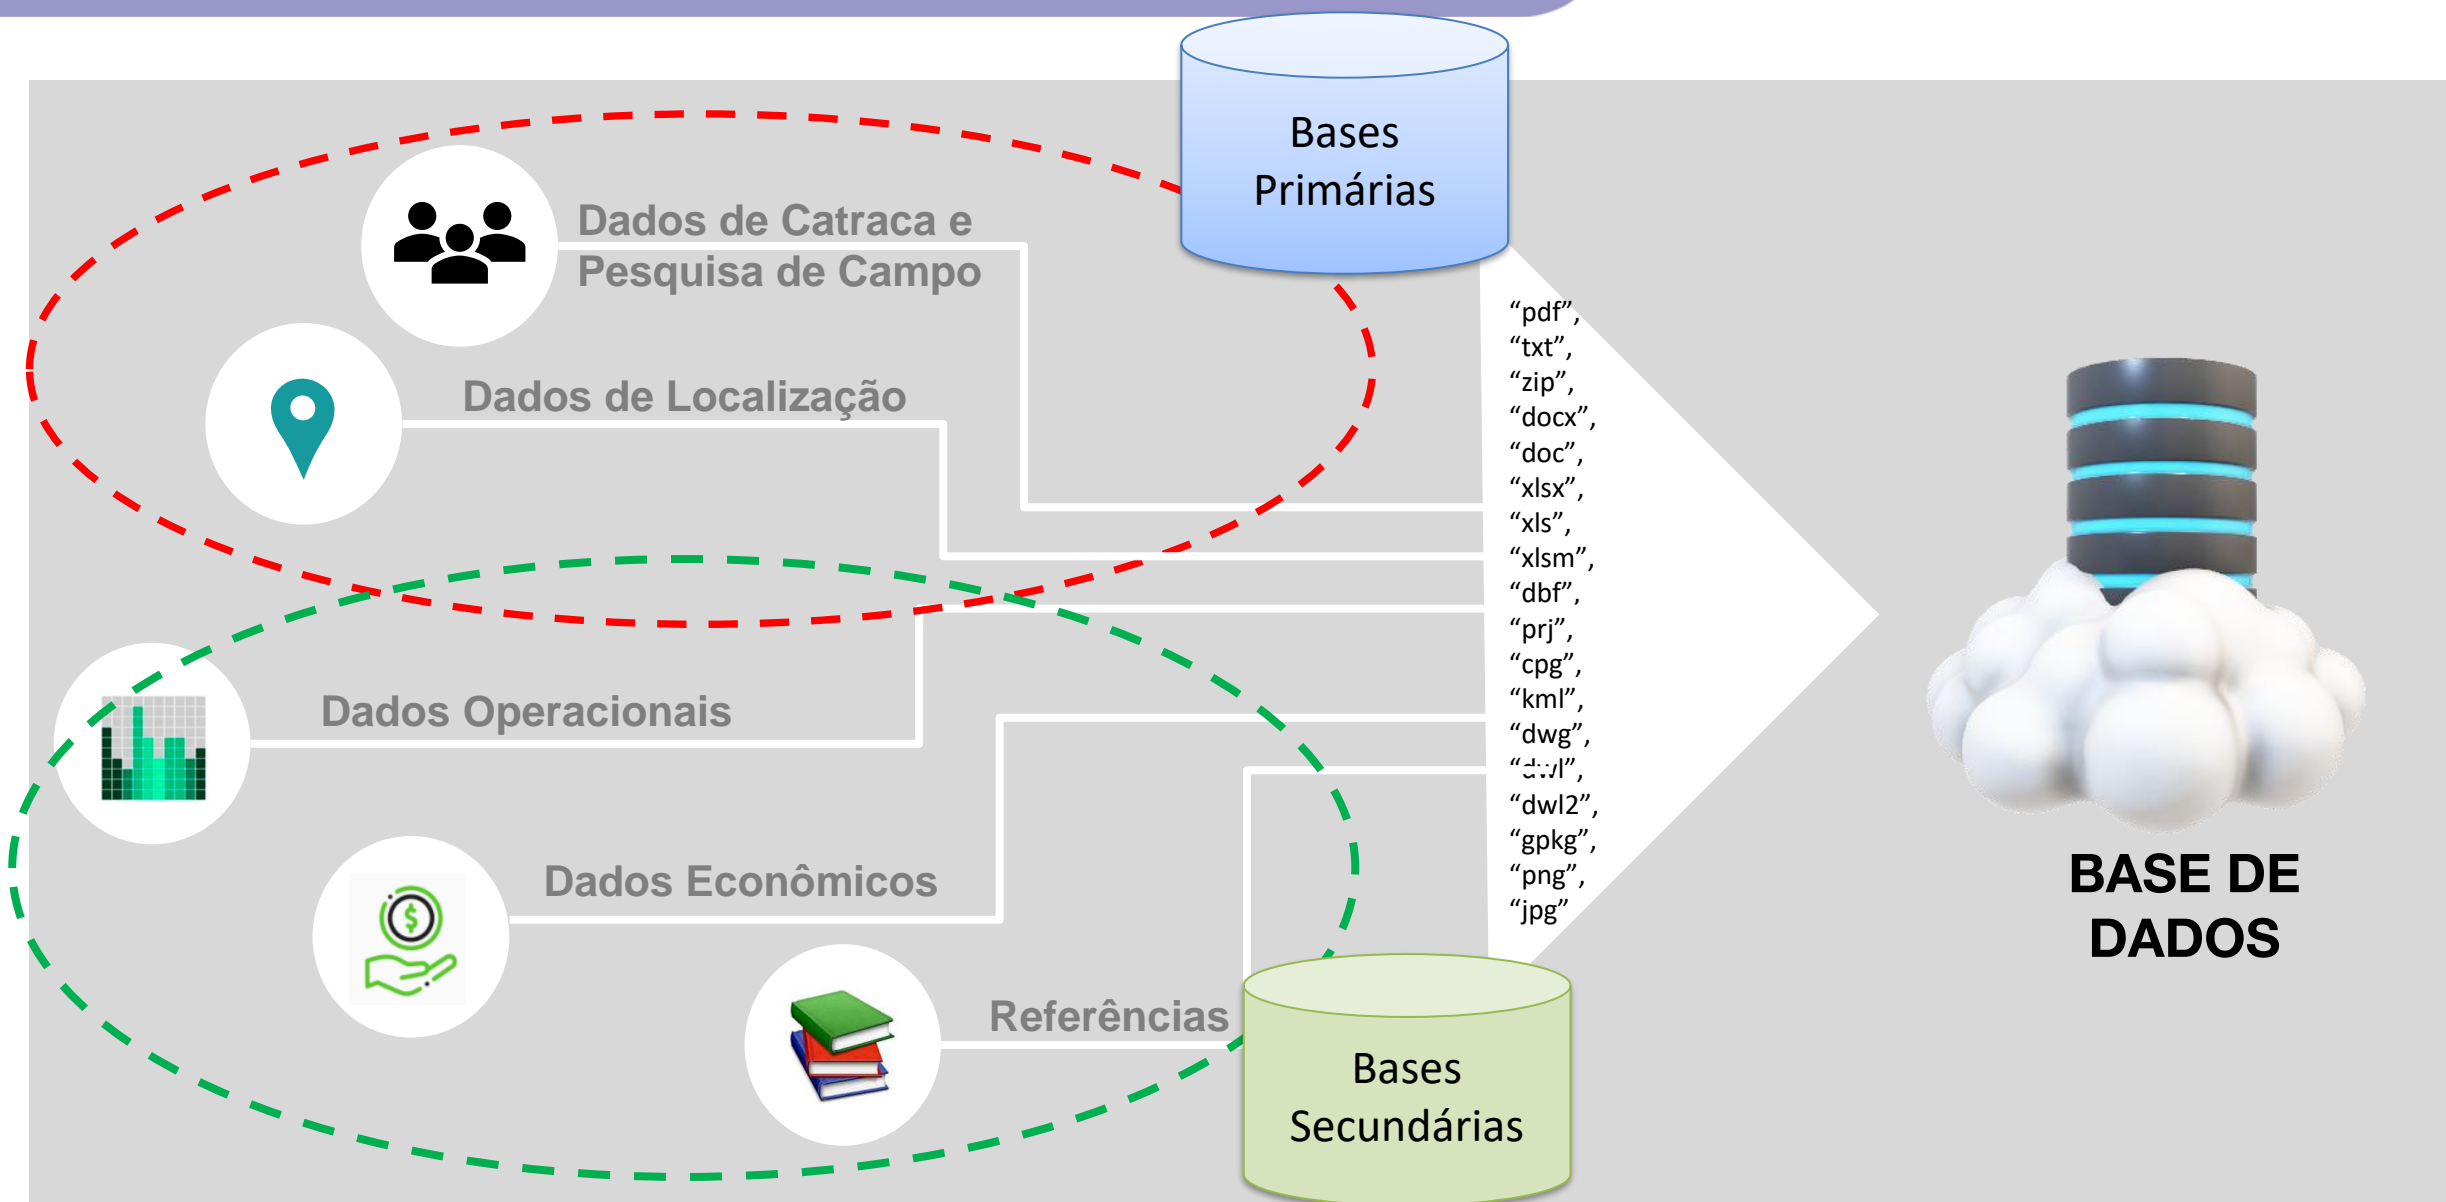 Bases
Primárias
Dados de Catraca e
Pesquisa de Campo
Dados de Localização
Dados Operacionais
Dados Econômicos
Referências
“pdf”,
“txt”,
“zip”,
“docx”,
“doc”,
“xlsx”,
“xls”,
“xlsm”,
“dbf”,
“prj”,
“cpg”,
“kml”,
“dwg”,
“dwl”,
“dwl2”,
“gpkg”,
“png”,
“jpg”
Bases
Secundárias
BASE DE
DADOS